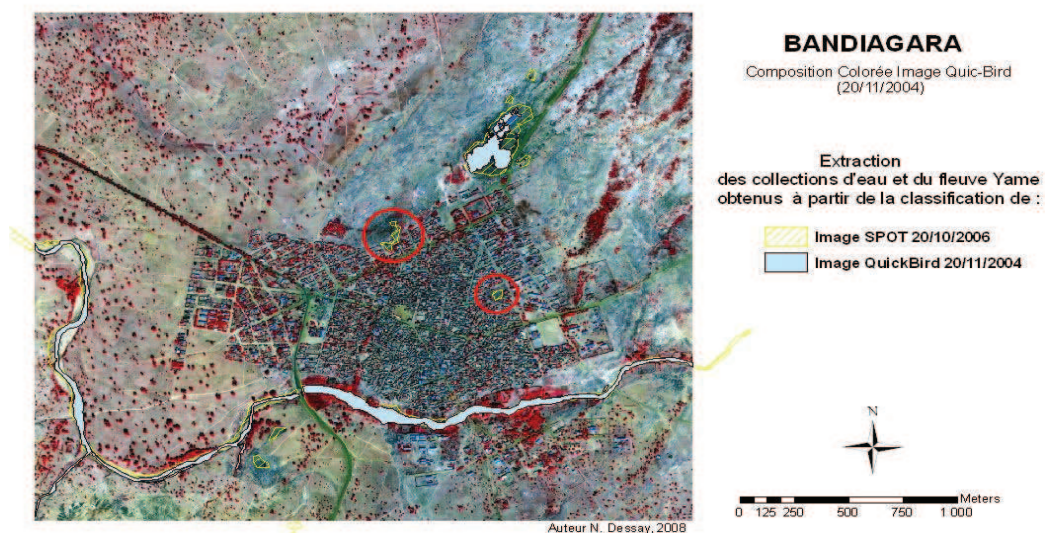 BANDIAGARA
Composition Colorée Image Quic-Bird
(20/11/2004)
Extraction
des collections d'eau et du fleuve Yame
obtenus à partir de la classification de :
Image SPOT 20/10/2006
Image QuickBird 20/11/2004
N
Meters
0 125 250 500 750 1 000
Auteur N. Dessay, 2008